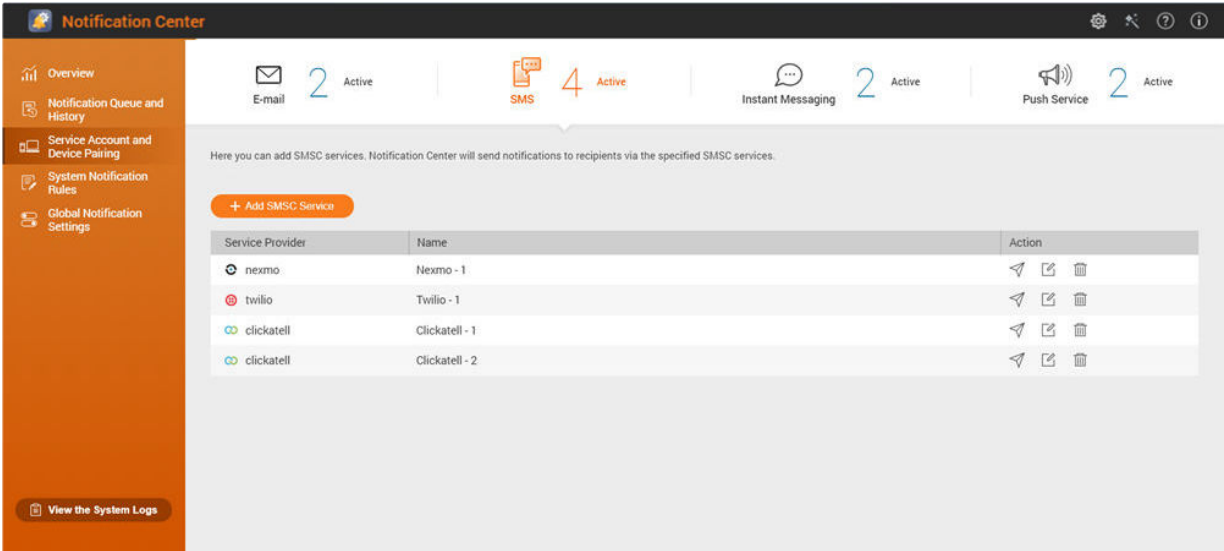 Notification Center
Overview
Notification Queue and
History
Service Account and
Device Pairing
System Notification
Rules
Global Notification
Settings
View the System Logs
E-mail 2 Active
SMS 4 Active
Instant Messaging 2 Active
Push Service 2 Active
Here you can add SMSC services. Notification Center will send notifications to recipients via the specified SMSC services.
+ Add SMSC Service
Service Provider Name Action
nexmo Nexmo - 1
twilio Twilio - 1
clickatell Clickatell - 1
clickatell Clickatell - 2